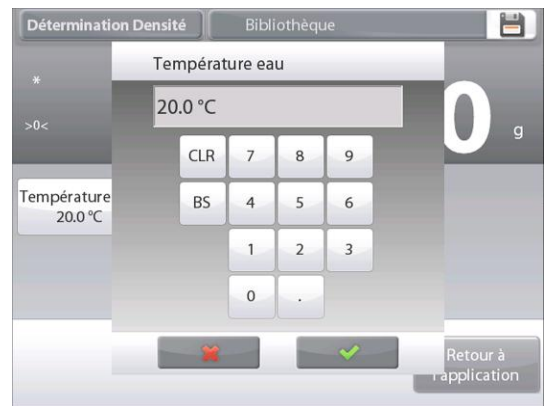 Détermination Densité
Bibliothèque
Température eau
*
20.0 °C
>0<
0 g
CLR 7 8 9
Température
20.0 °C
BS 4 5 6
1 2 3
0 .
Retour à
l'application